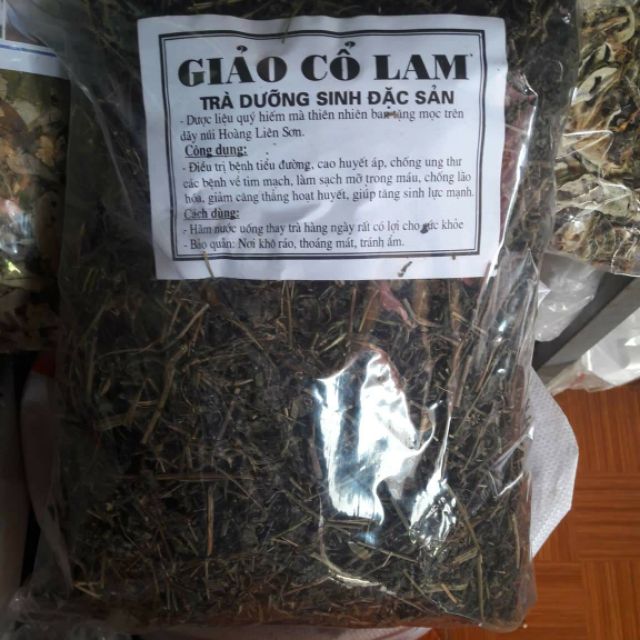 GIẢO CỔ LAM
TRÀ DƯỠNG SINH ĐẶC SẢN
- Dược liệu quý hiếm mà thiên nhiên ban tặng mọc trên
dãy núi Hoàng Liên Sơn.
Công dụng:
- Điều trị bệnh tiểu đường, cao huyết áp, chống ung thư
các bệnh về tim mạch, làm sạch mỡ trong máu, chống lão
hoá, giảm căng thẳng hoạt huyết, giúp tăng sinh lực mạnh.
Cách dùng:
- Hãm nước uống thay trà hàng ngày rất có lợi cho sức khỏe
- Bảo quản: Nơi khô ráo, thoáng mát, tránh ẩm.